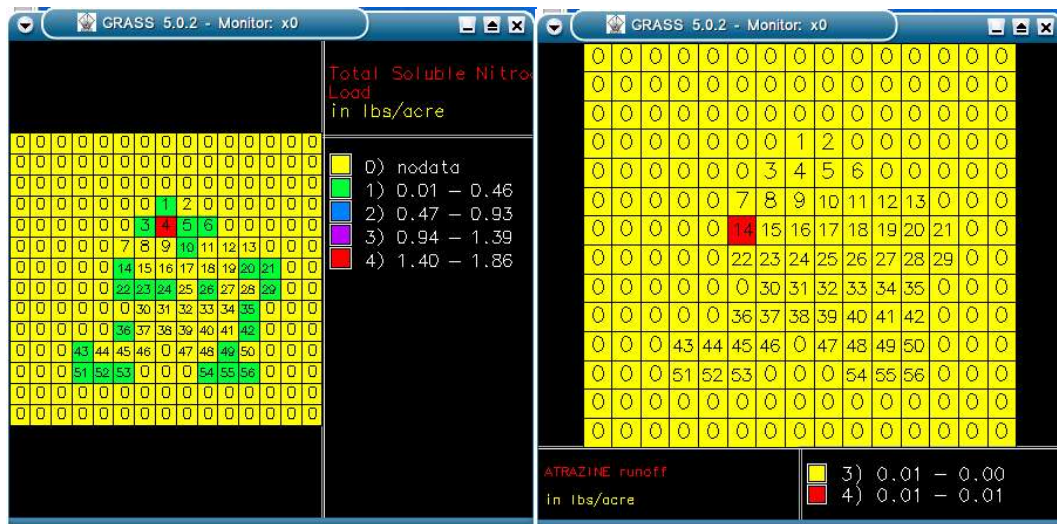 GRASS 5.0.2 - Monitor: x0
Total Soluble Nitro
Load
in lbs/acre
0 0 0 0 0 0 0 0 0 0 0 0 0 0 0
0 0 0 0 0 0 0 0 0 0 0 0 0 0 0
0 0 0 0 0 0 0 0 0 0 0 0 0 0 0
0 0 0 0 0 0 0 1 2 0 0 0 0 0 0
0 0 0 0 0 0 3 4 5 6 0 0 0 0 0
0 0 0 0 0 7 8 9 10 11 12 13 0 0 0
0 0 0 0 0 14 15 16 17 18 19 20 21 0 0
0 0 0 0 0 22 23 24 25 26 27 28 29 0 0
0 0 0 0 0 0 30 31 32 33 34 35 0 0 0
0 0 0 0 0 36 37 38 39 40 41 42 0 0 0
0 0 0 43 44 45 46 0 47 48 49 50 0 0 0
0 0 0 51 52 53 0 0 0 54 55 56 0 0 0
0 0 0 0 0 0 0 0 0 0 0 0 0 0 0
0 0 0 0 0 0 0 0 0 0 0 0 0 0 0
0) nodata
1) 0.01 - 0.46
2) 0.47 - 0.93
3) 0.94 - 1.39
4) 1.40 - 1.86
GRASS 5.0.2 - Monitor: x0
0 0 0 0 0 0 0 0 0 0 0 0 0 0 0
0 0 0 0 0 0 0 0 0 0 0 0 0 0 0
0 0 0 0 0 0 0 0 0 0 0 0 0 0 0
0 0 0 0 0 0 0 1 2 0 0 0 0 0 0
0 0 0 0 0 0 3 4 5 6 0 0 0 0 0
0 0 0 0 0 7 8 9 10 11 12 13 0 0 0
0 0 0 0 0 14 15 16 17 18 19 20 21 0 0
0 0 0 0 0 22 23 24 25 26 27 28 29 0 0
0 0 0 0 0 0 30 31 32 33 34 35 0 0 0
0 0 0 0 0 36 37 38 39 40 41 42 0 0 0
0 0 0 43 44 45 46 0 47 48 49 50 0 0 0
0 0 0 51 52 53 0 0 0 54 55 56 0 0 0
0 0 0 0 0 0 0 0 0 0 0 0 0 0 0
0 0 0 0 0 0 0 0 0 0 0 0 0 0 0
ATRAZINE runoff
in lbs/acre
3) 0.01 - 0.00
4) 0.01 - 0.01